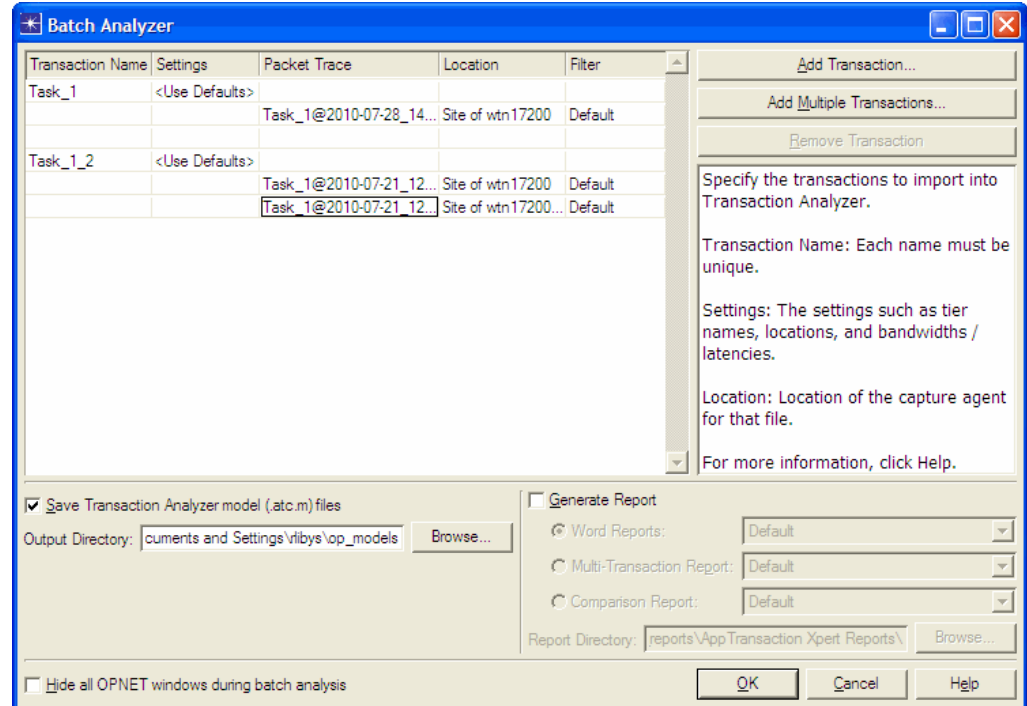 Batch Analyzer
Transaction Name Settings Packet Trace Location Filter
Task_1 <Use Defaults>
Task_1@2010-07-28_14... Site of wtn17200 Default
Task_1_2 <Use Defaults>
Task_1@2010-07-21_12... Site of wtn17200 Default
Task_1@2010-07-21_12... Site of wtn17200... Default
Add Transaction...
Add Multiple Transactions...
Remove Transaction
Specify the transactions to import into
Transaction Analyzer.
Transaction Name: Each name must be
unique.
Settings: The settings such as tier
names, locations, and bandwidths /
latencies.
Location: Location of the capture agent
for that file.
For more information, click Help.
Save Transaction Analyzer model (.atc.m) files
Output Directory: cuments and Settings\rlibys\op_models Browse...
Generate Report
Word Reports: Default
Multi-Transaction Report: Default
Comparison Report: Default
Report Directory: reports\AppTransaction Xpert Reports\ Browse...
Hide all OPNET windows during batch analysis
OK Cancel Help